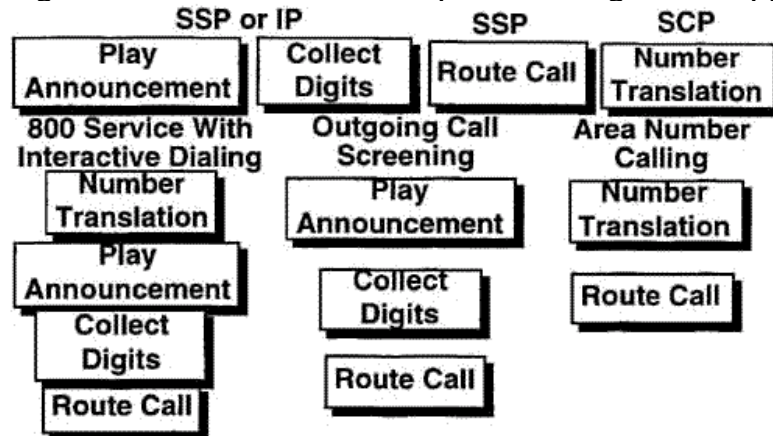 SSP or IP SSP SCP
Play Announcement
Collect Digits
Route Call
Number Translation
800 Service With Interactive Dialing
Number Translation
Play Announcement
Collect Digits
Route Call
Outgoing Call Screening
Play Announcement
Collect Digits
Route Call
Area Number Calling
Number Translation
Route Call